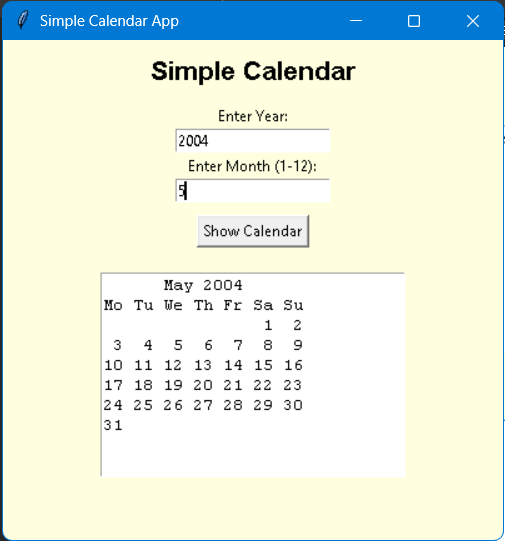 Simple Calendar App
Simple Calendar
Enter Year:
2004
Enter Month (1-12):
5
Show Calendar
May 2004
Mo Tu We Th Fr Sa Su
1 2
3 4 5 6 7 8 9
10 11 12 13 14 15 16
17 18 19 20 21 22 23
24 25 26 27 28 29 30
31